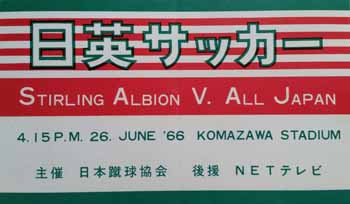 日英サッカー
STIRLING ALBION V. ALL JAPAN
4.15 P.M. 26. JUNE '66 KOMAZAWA STADIUM
主催 日本蹴球協会 後援 NETテレビ